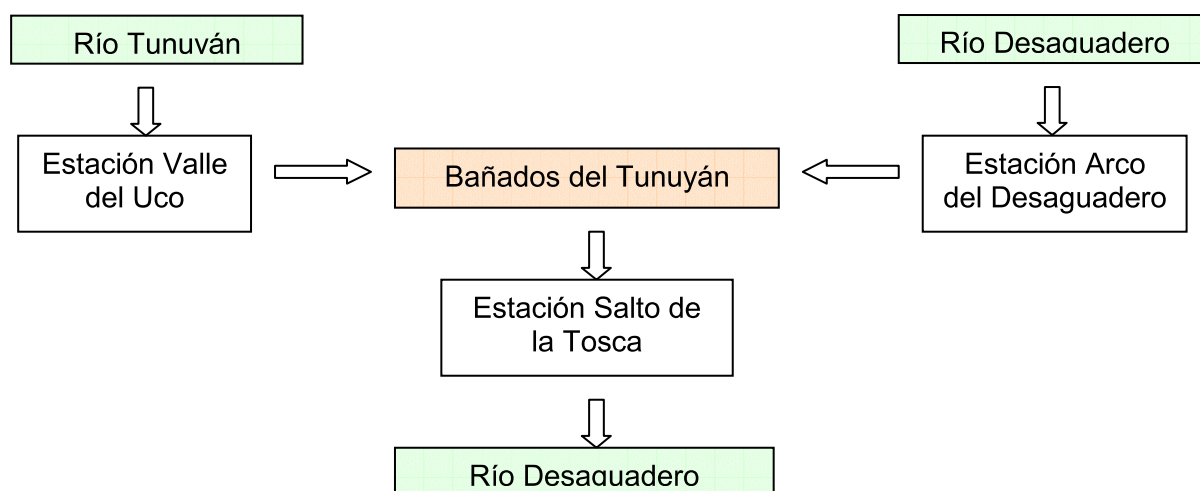 Río Tunuyán
Río Desaguadero
Estación Valle
del Uco
Bañados del Tunuyán
Estación Arco
del Desaguadero
Estación Salto de
la Tosca
Río Desaguadero